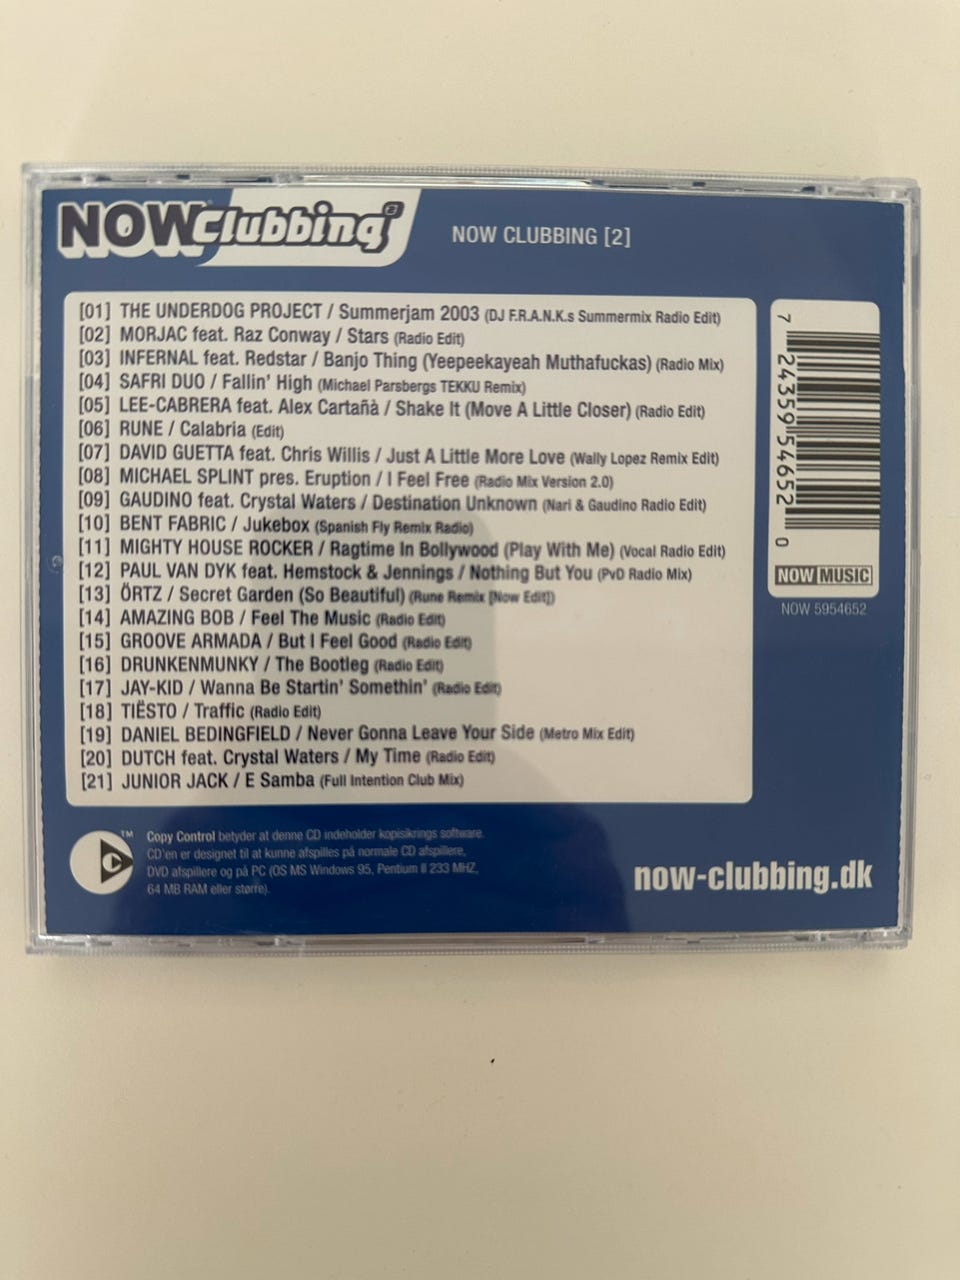 NOW Clubbing 2
NOW CLUBBING [2]
[01] THE UNDERDOG PROJECT / Summerjam 2003 (DJ F.R.A.N.K.s Summermix Radio Edit)
[02] MORJAC feat. Raz Conway / Stars (Radio Edit)
[03] INFERNAL feat. Redstar / Banjo Thing (Yeepeekayeah Muthafuckas) (Radio Mix)
[04] SAFRI DUO / Fallin' High (Michael Parsbergs TEKKU Remix)
[05] LEE-CABRERA feat. Alex Cartañà / Shake It (Move A Little Closer) (Radio Edit)
[06] RUNE / Calabria (Edit)
[07] DAVID GUETTA feat. Chris Willis / Just A Little More Love (Wally Lopez Remix Edit)
[08] MICHAEL SPLINT pres. Eruption / I Feel Free (Radio Mix Version 2.0)
[09] GAUDINO feat. Crystal Waters / Destination Unknown (Nari & Gaudino Radio Edit)
[10] BENT FABRIC / Jukebox (Spanish Fly Remix Radio)
[11] MIGHTY HOUSE ROCKER / Ragtime In Bollywood (Play With Me) (Vocal Radio Edit)
[12] PAUL VAN DYK feat. Hemstock & Jennings / Nothing But You (PvD Radio Mix)
[13] ÖRTZ / Secret Garden (So Beautiful) (Rune Remix [Now Edit])
[14] AMAZING BOB / Feel The Music (Radio Edit)
[15] GROOVE ARMADA / But I Feel Good (Radio Edit)
[16] DRUNKENMUNKY / The Bootleg (Radio Edit)
[17] JAY-KID / Wanna Be Startin' Somethin' (Radio Edit)
[18] TIËSTO / Traffic (Radio Edit)
[19] DANIEL BEDINGFIELD / Never Gonna Leave Your Side (Metro Mix Edit)
[20] DUTCH feat. Crystal Waters / My Time (Radio Edit)
[21] JUNIOR JACK / E Samba (Full Intention Club Mix)
7 24359 54652 0
NOW MUSIC
NOW 5954652
C TM
Copy Control betyder at denne CD indeholder kopisikrings software.
CD'en er designet til at kunne afspilles på normale CD afspillere,
DVD afspillere og på PC (OS MS Windows 95, Pentium II 233 MHZ,
64 MB RAM eller større).
now-clubbing.dk